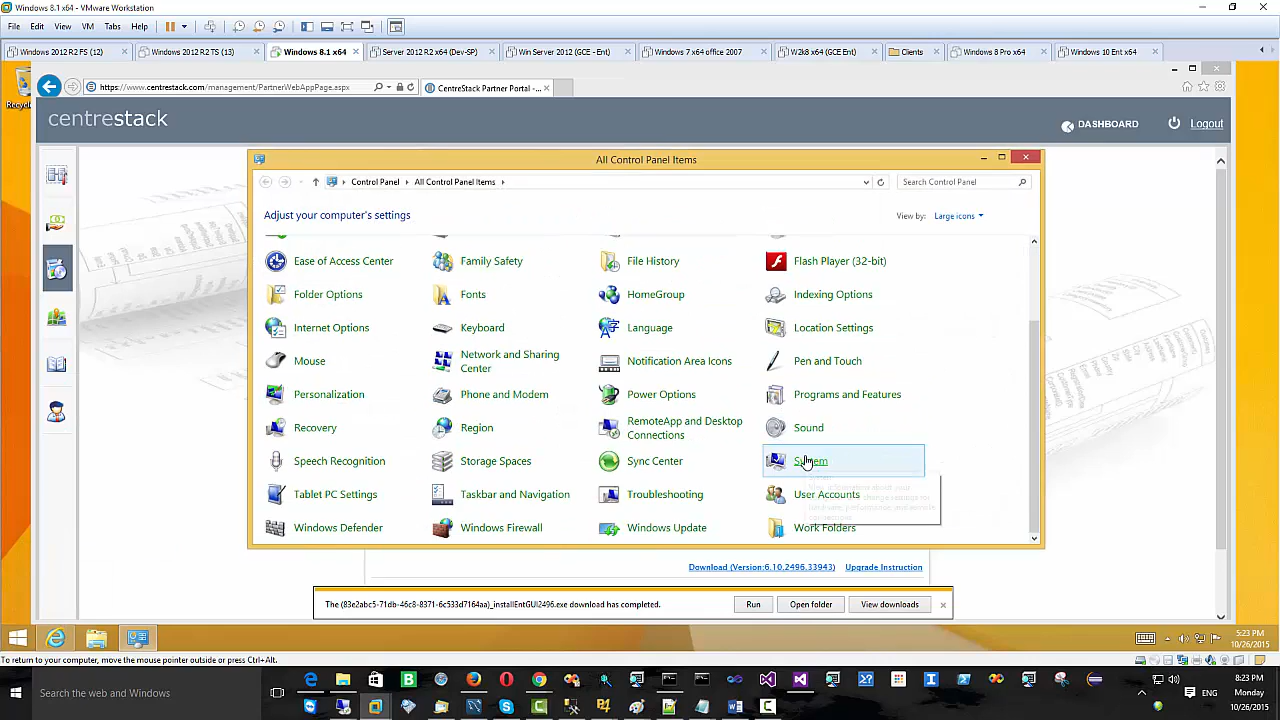 Windows 8.1 x64 - VMware Workstation
File Edit View VM Tabs Help
Windows 2012 R2 FS (12) Windows 2012 R2 TS (13) Windows 8.1 x64 Server 2012 R2 x64 (Dev-SP) Win Server 2012 (GCE - Ent) Windows 7 x64 office 2007 W2k8 x64 (GCE Ent) Clients Windows 8 Pro x64 Windows 10 Ent x64
https://www.centrestack.com/management/PartnerWebAppPage.aspx
CentreStack Partner Portal -...
centrestack
DASHBOARD
Logout
All Control Panel Items
Control Panel
All Control Panel Items
Search Control Panel
Adjust your computer's settings
View by: Large icons
Ease of Access Center Family Safety File History Flash Player (32-bit)
Folder Options Fonts HomeGroup Indexing Options
Internet Options Keyboard Language Location Settings
Mouse Network and Sharing Center Notification Area Icons Pen and Touch
Personalization Phone and Modem Power Options Programs and Features
Recovery Region RemoteApp and Desktop Connections Sound
Speech Recognition Storage Spaces Sync Center System
Tablet PC Settings Taskbar and Navigation Troubleshooting User Accounts
Windows Defender Windows Firewall Windows Update Work Folders
Download (Version:6.10.2496.33943) Upgrade Instruction
The (83e2abc5-71db-46c8-8371-6c533d7164aa)_installEntGUI2496.exe download has completed. Run Open folder View downloads
5:23 PM
10/26/2015
To return to your computer, move the mouse pointer outside or press Ctrl+Alt.
Search the web and Windows
ENG
8:23 PM
Monday
10/26/2015